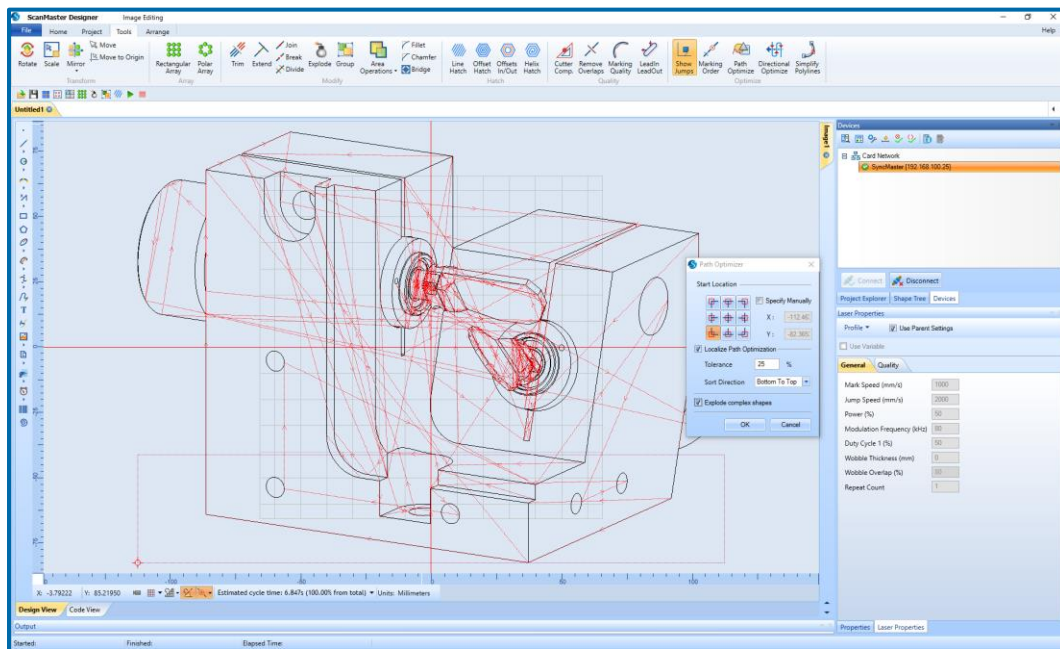 ScanMaster Designer Image Editing
File Home Project Tools Arrange Help
Rotate Scale Mirror Move Move to Origin
Rectangular Array Polar Array
Trim Extend Join Break Divide Explode Group Area Operations Fillet Chamfer Bridge
Line Hatch Offset Hatch Offsets In/Out Helix Hatch
Cutter Comp. Remove Overlaps Marking Quality LeadIn LeadOut
Show Jumps Marking Order Path Optimize Directional Optimize Simplify Polylines
Transform Array Modify Hatch Quality Optimize
Untitled1
Image1
Devices
Card Network
SyncMaster [192.168.100.25]
Connect Disconnect
Project Explorer Shape Tree Devices
Laser Properties
Profile Use Parent Settings
Use Variable
General Quality
Mark Speed (mm/s) 1000
Jump Speed (mm/s) 2000
Power (%) 50
Modulation Frequency (kHz)
Duty Cycle 1 (%) 50
Wobble Thickness (mm) 0
Wobble Overlap (%)
Repeat Count 1
Path Optimizer
Start Location
Specify Manually
X :
Y :
Localize Path Optimization
Tolerance 25 %
Sort Direction Bottom To Top
Explode complex shapes
OK Cancel
-100 0 100
X: -3.79222 Y: 85.21950 Estimated cycle time: 6.847s (100.00% from total) Units: Millimeters
Design View Code View
Output
Properties Laser Properties
Started: Finished: Elapsed Time: